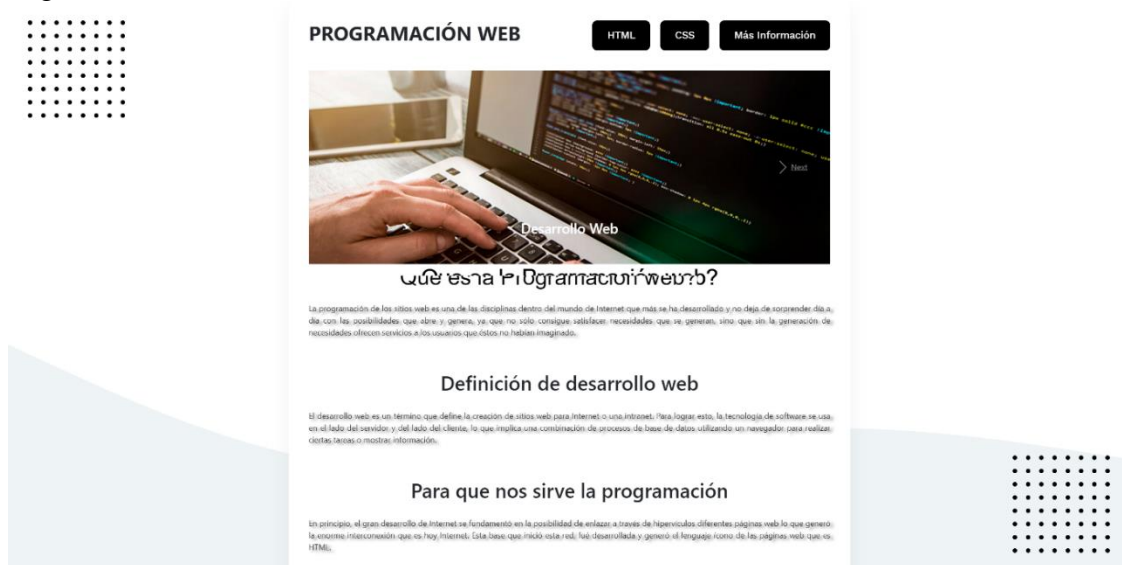 PROGRAMACIÓN WEB
HTML
CSS
Más Información
Next
Desarrollo Web
La programación de los sitios web es una de las disciplinas dentro del mundo de Internet que más se ha desarrollado y no deja de sorprender día a
día con las posibilidades que abre y genera, ya que no sólo consigue satisfacer necesidades que se generan, sino que sin la generación de
necesidades ofrecen servicios a los usuarios que éstos no habían imaginado.
Definición de desarrollo web
El desarrollo web es un término que define la creación de sitios web para Internet o una intranet. Para lograr esto, la tecnología de software se usa
en el lado del servidor y del lado del cliente, lo que implica una combinación de procesos de base de datos utilizando un navegador para realizar
ciertas tareas o mostrar información.
Para que nos sirve la programación
En principio, el gran desarrollo de Internet se fundamentó en la posibilidad de enlazar a través de hipervículos diferentes páginas web lo que generó
la enorme interconexión que es hoy Internet. Esta base que inició esta red, fue desarrollada y generó el lenguaje ícono de las páginas web que es
HTML.